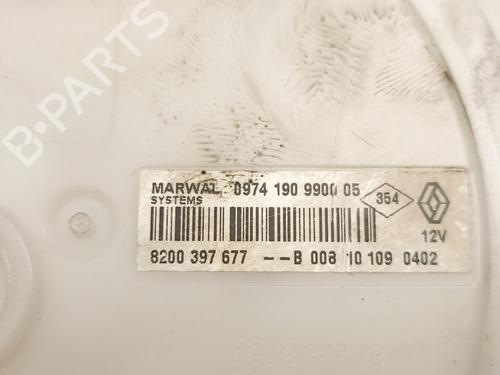 B-PARTS
MARWAL 0974 190 9900 05 354
SYSTEMS
12V
8200 397 677 --B 008 10 109 0402